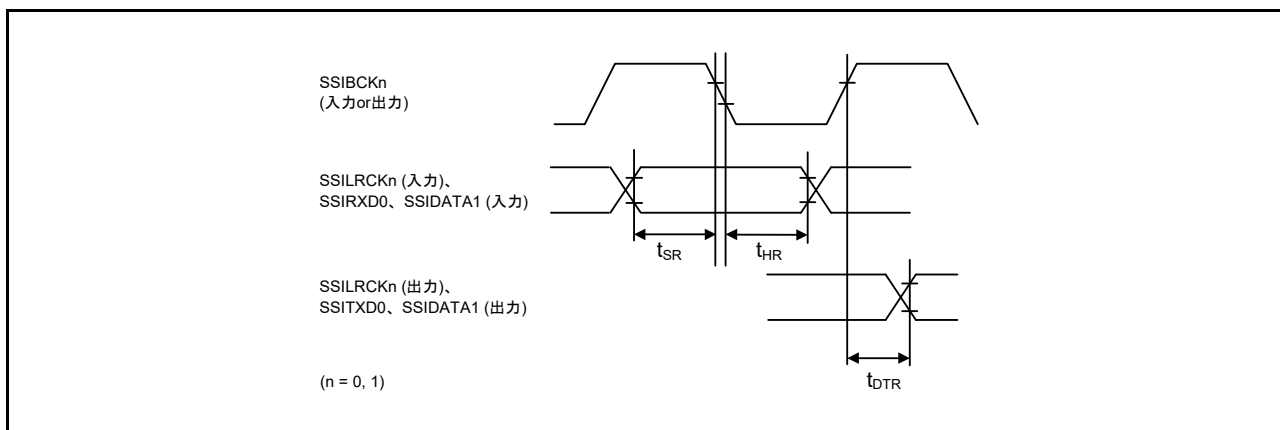 SSIBCKn
(入力or出力)
SSILRCKn (入力)、
SSIRXD0、SSIDATA1 (入力)
tSR
tHR
SSILRCKn (出力)、
SSITXD0、SSIDATA1 (出力)
tDTR
(n = 0, 1)